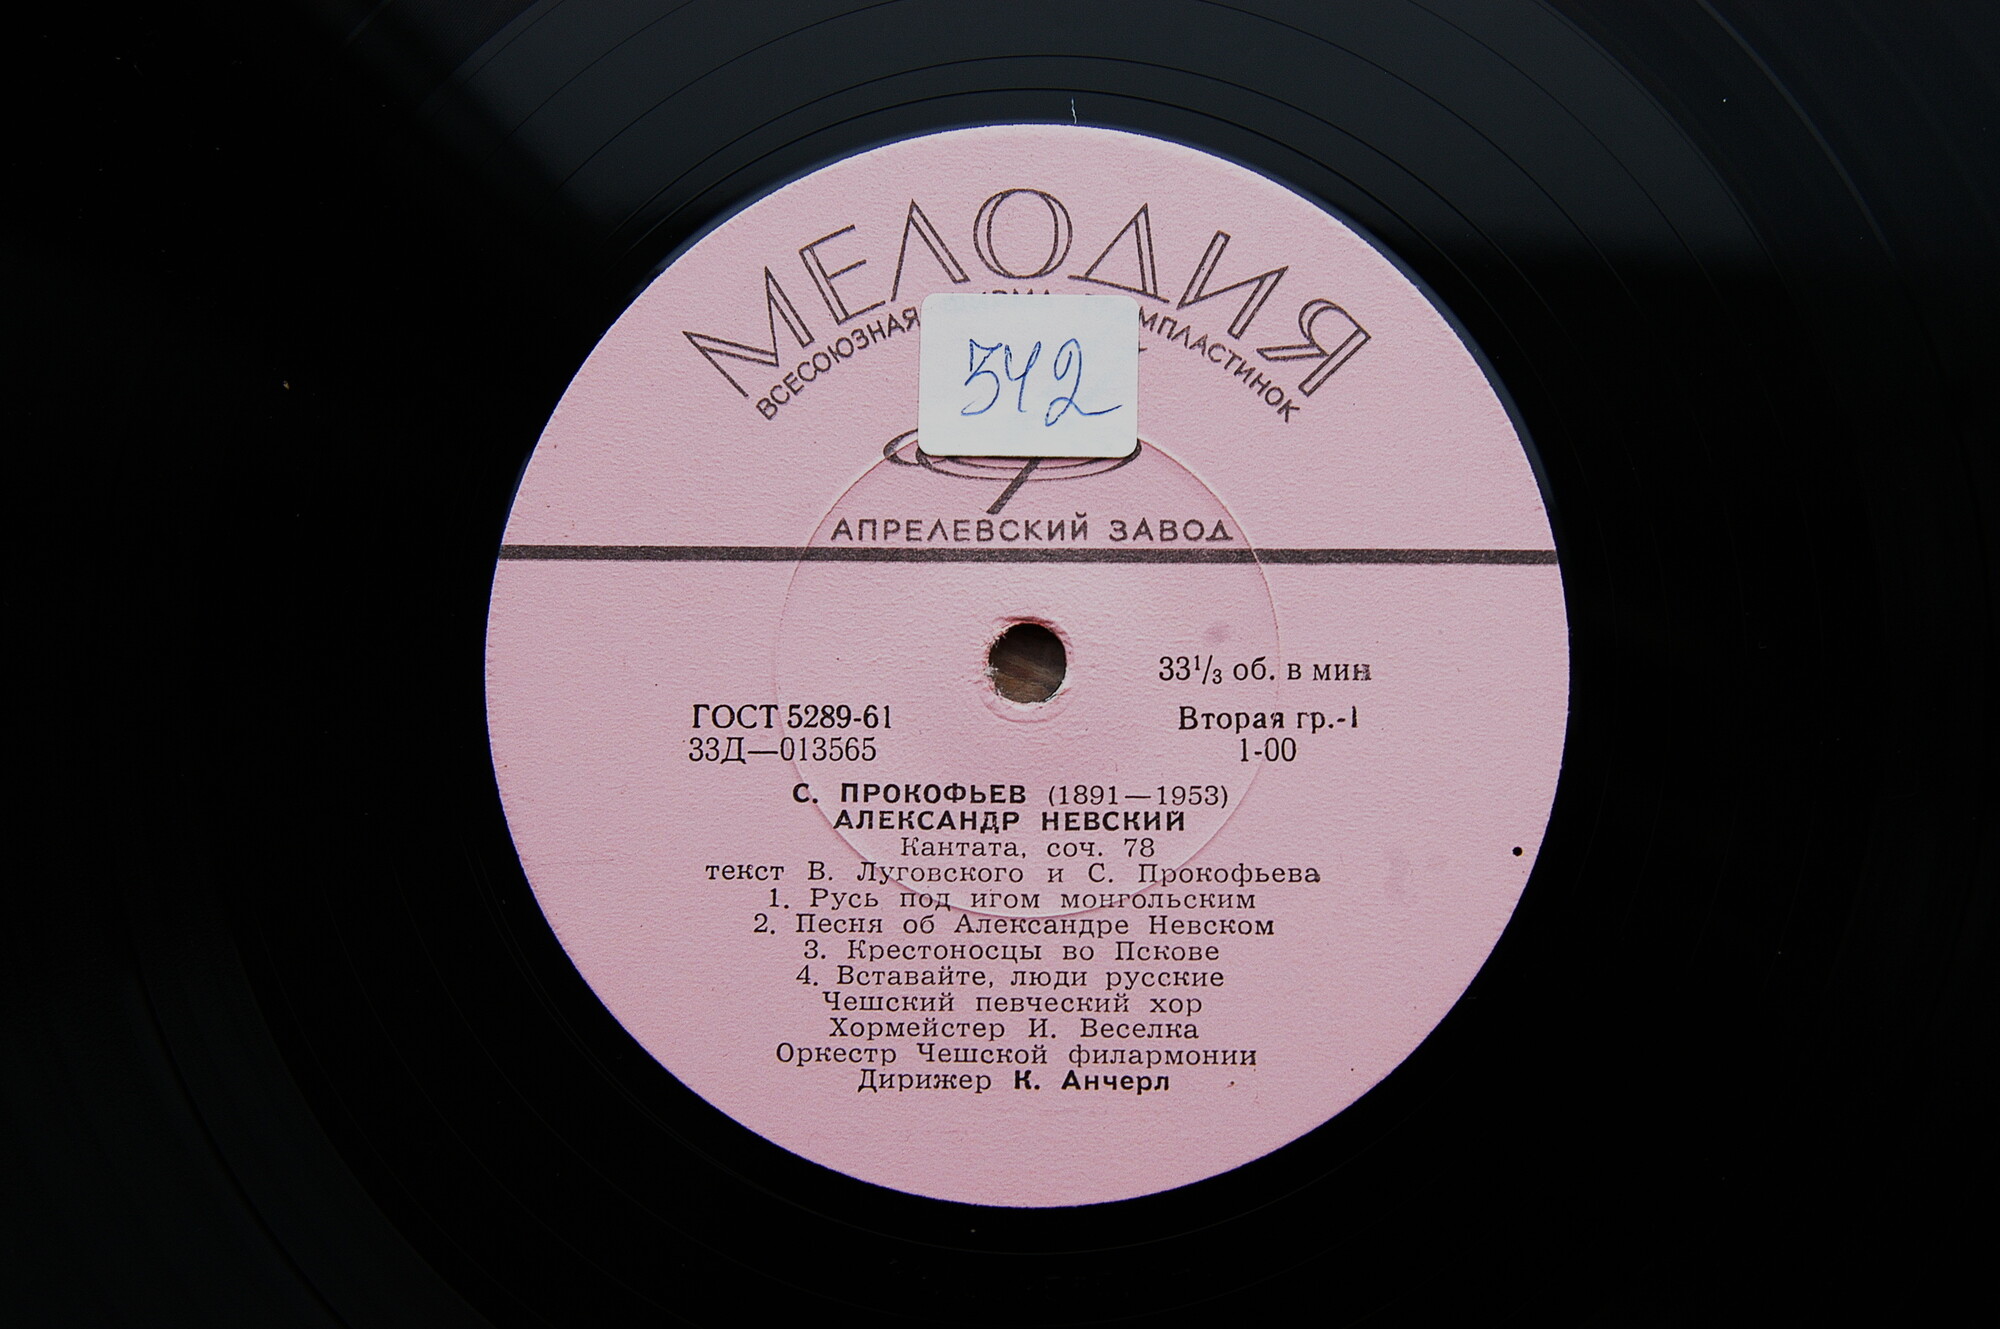 МЕЛОДИЯ
ВСЕСОЮЗНАЯ
542
АПРЕЛЕВСКИЙ ЗАВОД
33⅓ об. в мин
ГОСТ 5289-61
Вторая гр.-1
33Д—013565
1-00
С. ПРОКОФЬЕВ (1891—1953)
АЛЕКСАНДР НЕВСКИЙ
Кантата, соч. 78
текст В. Луговского и С. Прокофьева
1. Русь под игом монгольским
2. Песня об Александре Невском
3. Крестоносцы во Пскове
4. Вставайте, люди русские
Чешский певческий хор
Хормейстер И. Веселка
Оркестр Чешской филармонии
Дирижер К. Анчерл